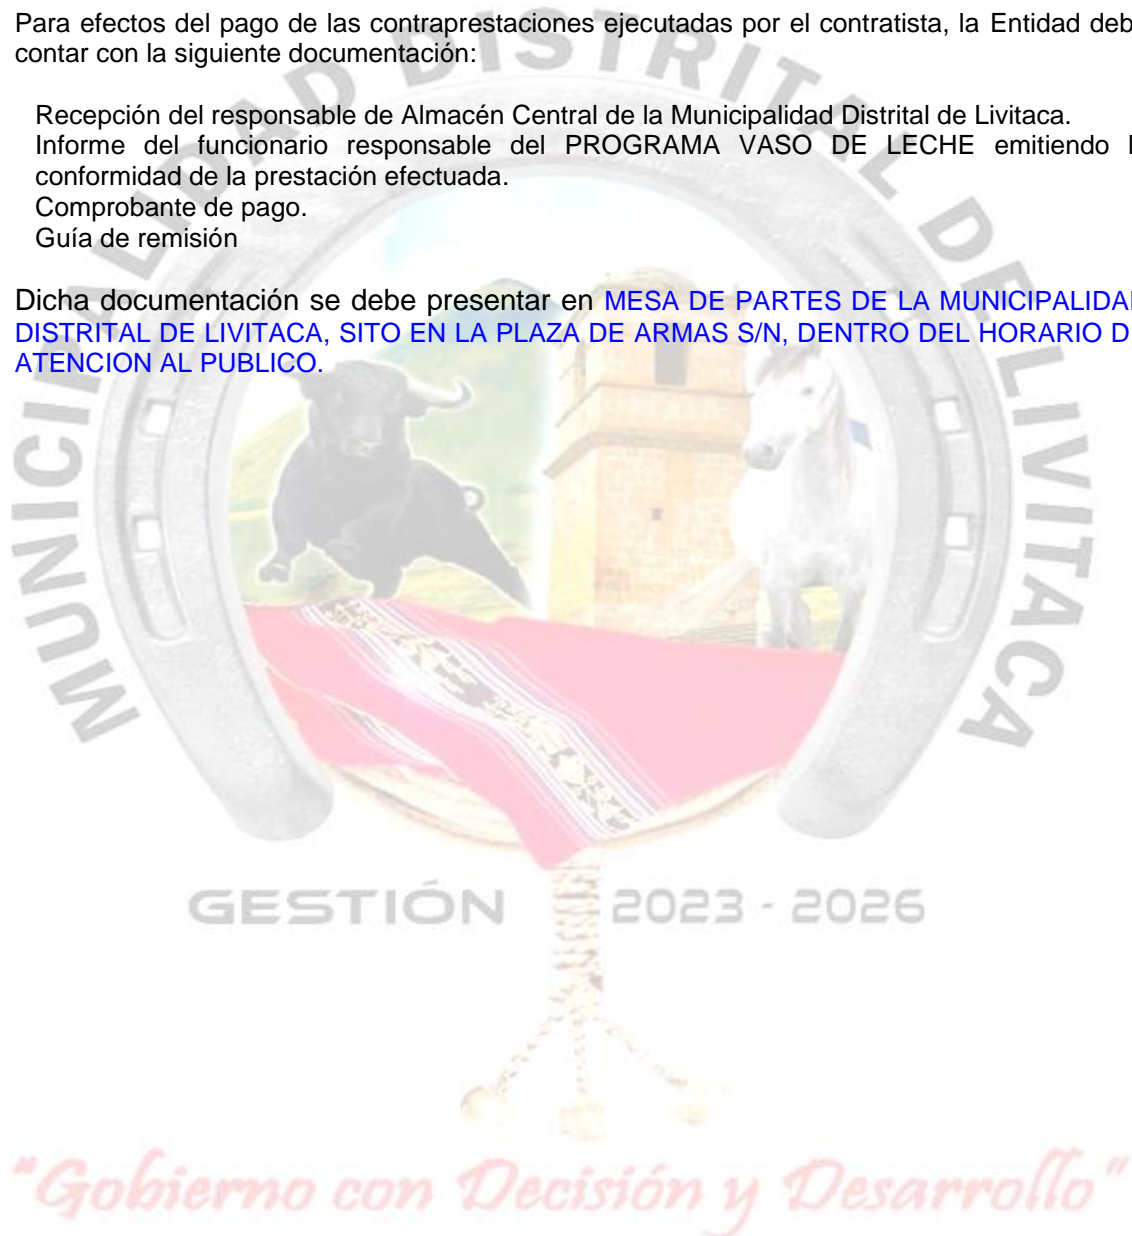 Para efectos del pago de las contraprestaciones ejecutadas por el contratista, la Entidad deb
contar con la siguiente documentación:
Recepción del responsable de Almacén Central de la Municipalidad Distrital de Livitaca.
Informe del funcionario responsable del PROGRAMA VASO DE LECHE emitiendo l
conformidad de la prestación efectuada.
Comprobante de pago.
Guía de remisión
Dicha documentación se debe presentar en MESA DE PARTES DE LA MUNICIPALIDAD
DISTRITAL DE LIVITACA, SITO EN LA PLAZA DE ARMAS S/N, DENTRO DEL HORARIO D
ATENCION AL PUBLICO.
MUNICIPALIDAD DISTRITAL DE LIVITACA
GESTIÓN 2023 - 2026
"Gobierno con Decisión y Desarrollo"